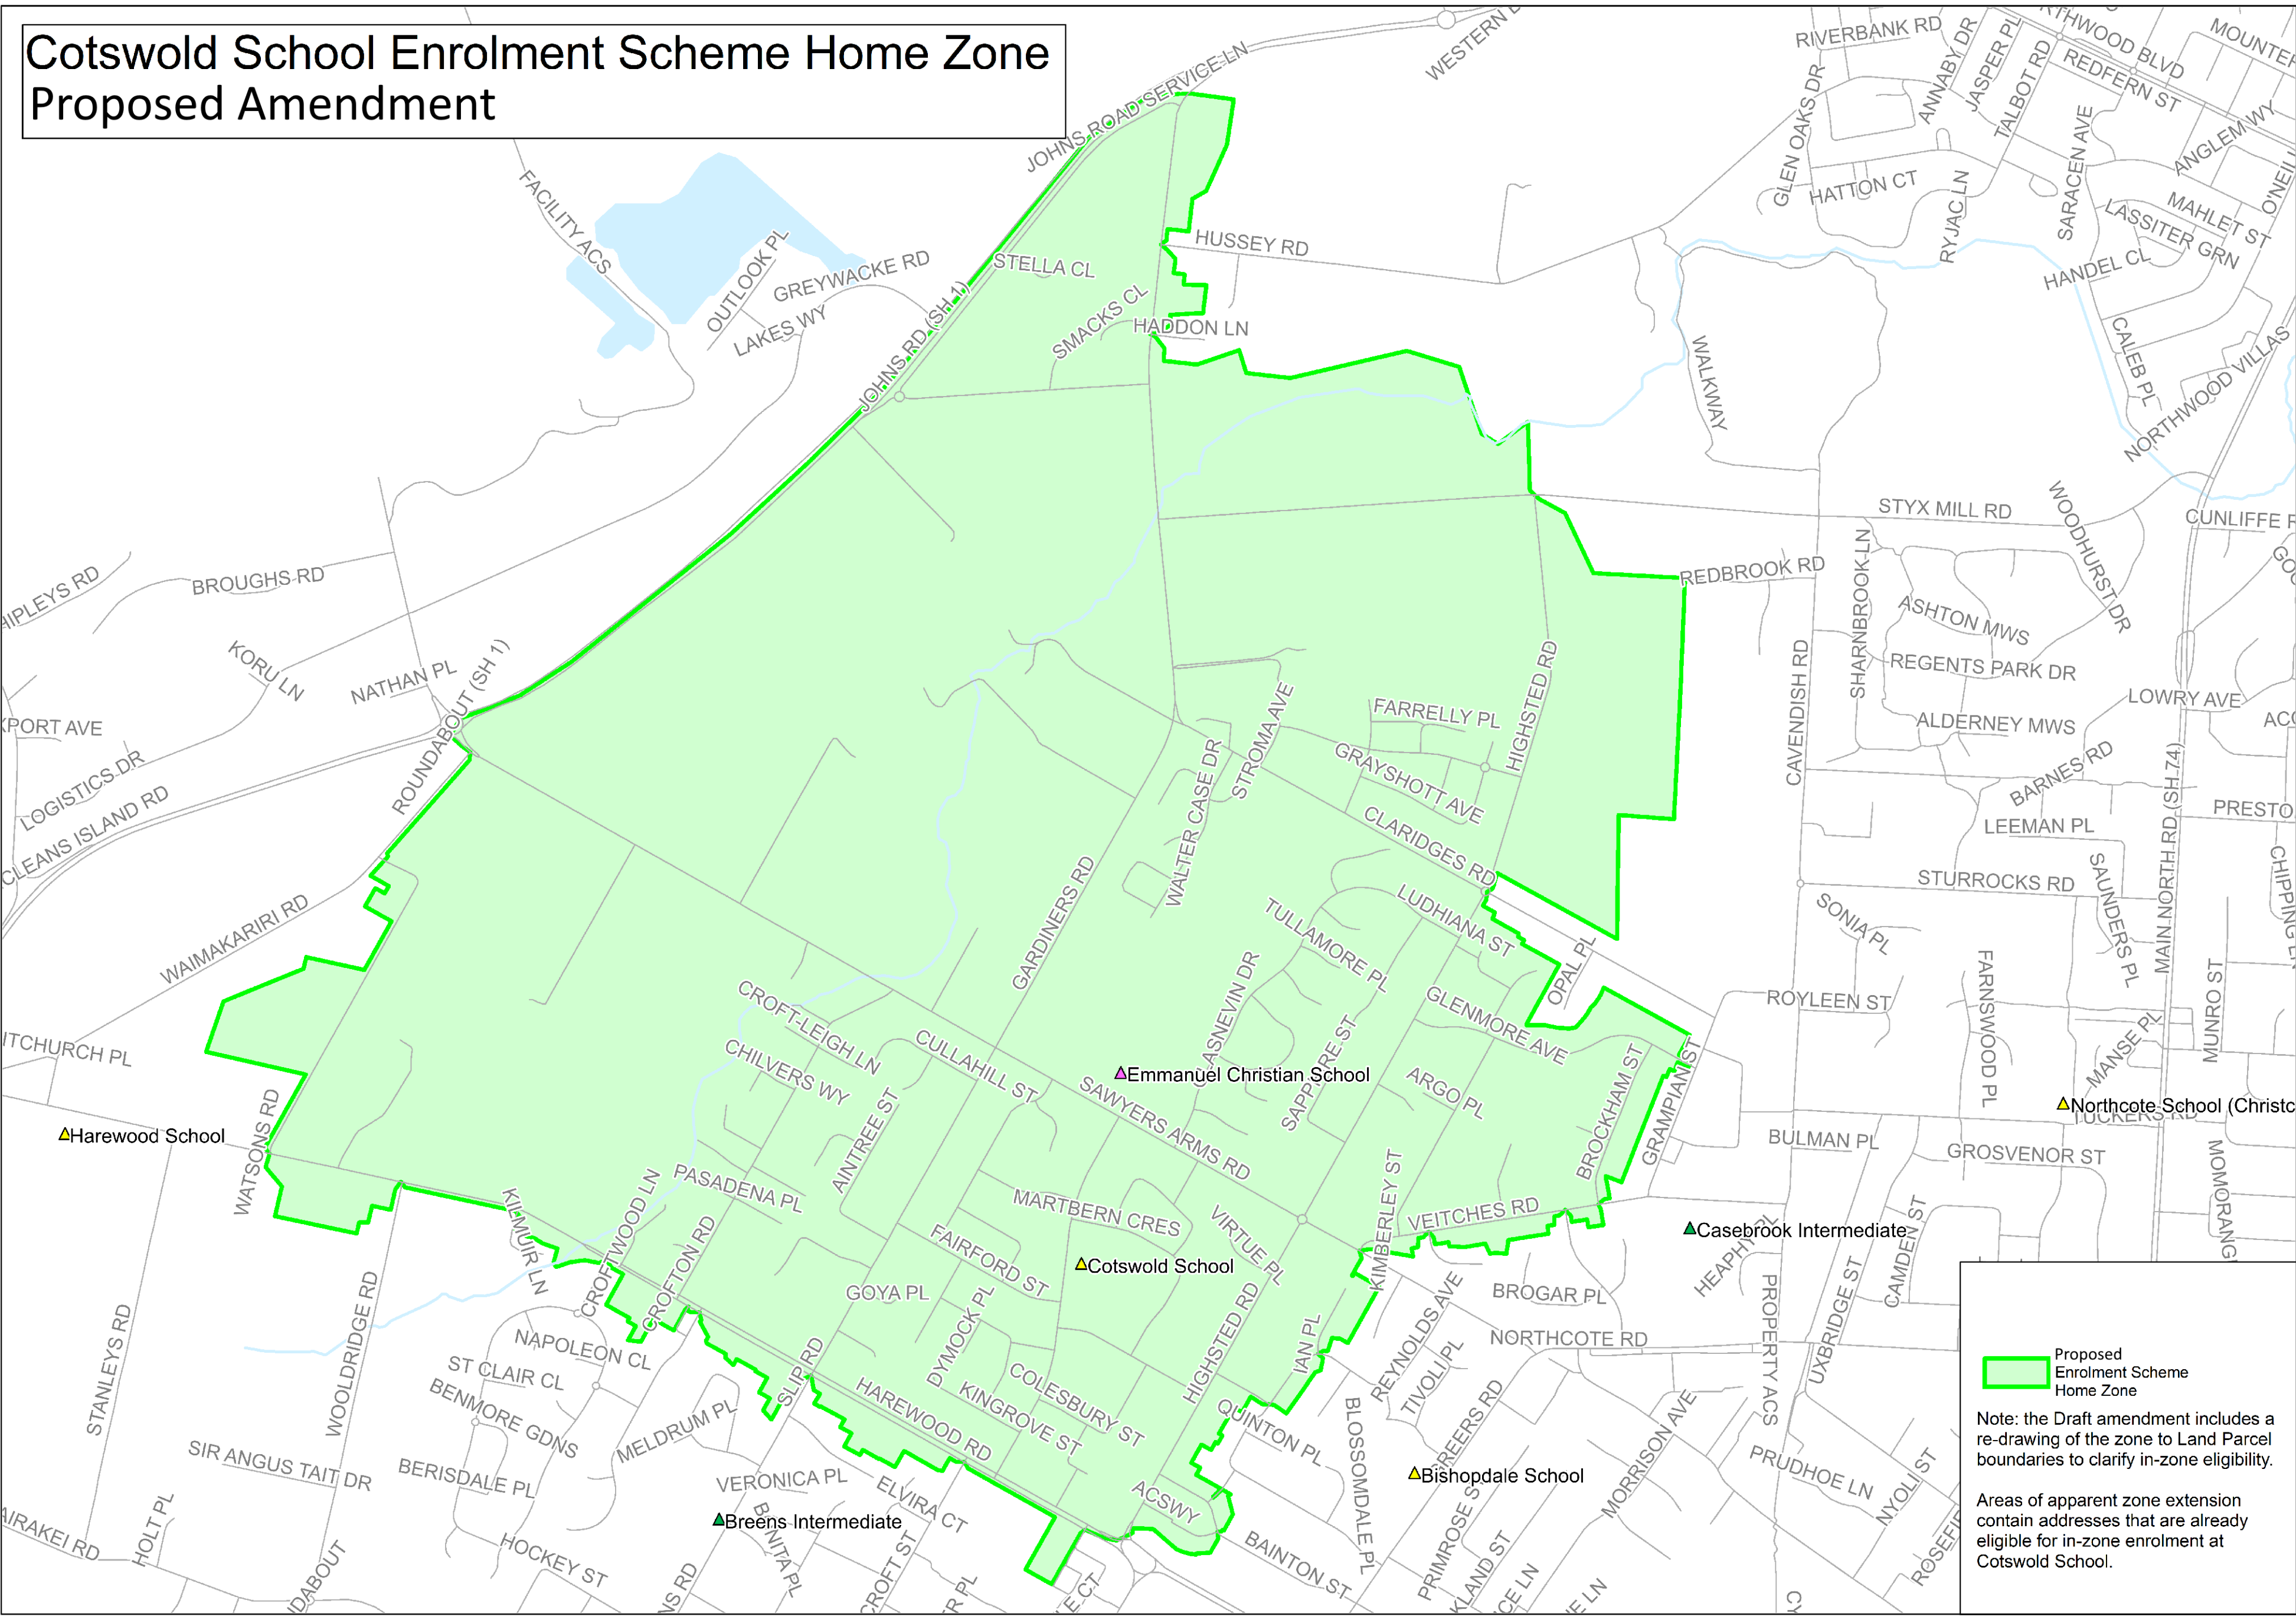 Cotswold School Enrolment Scheme Home Zone
Proposed Amendment
JOHNS ROAD SERVICE LN
RIVERBANK RD
ANNABY DR
JASPER PL
TALBOT RD
REDFERN ST
GLEN OAKS DR
SARACEN AVE
ANGLEM WY
HATTON CT
RYJAC LN
MAHLET ST
LASSITER GRN
HANDEL CL
CALEB PL
NORTHWOOD VILLAS
FACILITY ACS
OUTLOOK PL
GREYWACKE RD
LAKES WY
JOHNS RD (SH 1)
STELLA CL
SMACKS CL
HUSSEY RD
HADDON LN
WALKWAY
STYX MILL RD
WOODHURST DR
REDBROOK RD
SHARNBROOK LN
ASHTON MWS
REGENTS PARK DR
LOWRY AVE
ALDERNEY MWS
CAVENDISH RD
BARNES RD
LEEMAN PL
MAIN NORTH RD (SH 74)
STURROCKS RD
SAUNDERS PL
SONIA PL
ROYLEEN ST
FARNSWOOD PL
MANSE PL
MUNRO ST
BROUGHS RD
KORU LN
NATHAN PL
ROUNDABOUT (SH 1)
LOGISTICS DR
WAIMAKARIRI RD
FARRELLY PL
HIGHSTED RD
STROMA AVE
GRAYSHOTT AVE
WALTER CASE DR
CLARIDGES RD
GARDINERS RD
LUDHIANA ST
TULLAMORE PL
OPAL PL
GLASNEVIN DR
GLENMORE AVE
SAPPHIRE ST
ARGO PL
BROCKHAM ST
GRAMPIAN ST
CROFT-LEIGH LN
CHILVERS WY
CULLAHILL ST
AINTREE ST
Emmanuel Christian School
SAWYERS ARMS RD
Northcote School (Christc
TUCKERS RD
BULMAN PL
GROSVENOR ST
Harewood School
WATSONS RD
KILMUIR LN
CROFTWOOD LN
PASADENA PL
CROFTON RD
MARTBERN CRES
FAIRFORD ST
VIRTUE PL
KIMBERLEY ST
VEITCHES RD
Casebrook Intermediate
HEAPHY PL
CAMDEN ST
Cotswold School
GOYA PL
DYMOCK PL
HIGHSTED RD
IAN PL
REYNOLDS AVE
TIVOLI PL
BROGAR PL
NORTHCOTE RD
PROPERTY ACS
UXBRIDGE ST
STANLEYS RD
WOOLDRIDGE RD
NAPOLEON CL
ST CLAIR CL
BENMORE GDNS
SIR ANGUS TAIT DR
BERISDALE PL
MELDRUM PL
SLIP RD
HAREWOOD RD
KINGROVE ST
COLESBURY ST
QUINTON PL
BLOSSOMDALE PL
MORRISON AVE
PRUDHOE LN
NYOLI ST
HOLT PL
HOCKEY ST
VERONICA PL
Breens Intermediate
BANITA PL
ELVIRA CT
ACSWY
Bishopdale School
BAINTON ST
Proposed
Enrolment Scheme
Home Zone
Note: the Draft amendment includes a
re-drawing of the zone to Land Parcel
boundaries to clarify in-zone eligibility.
Areas of apparent zone extension
contain addresses that are already
eligible for in-zone enrolment at
Cotswold School.